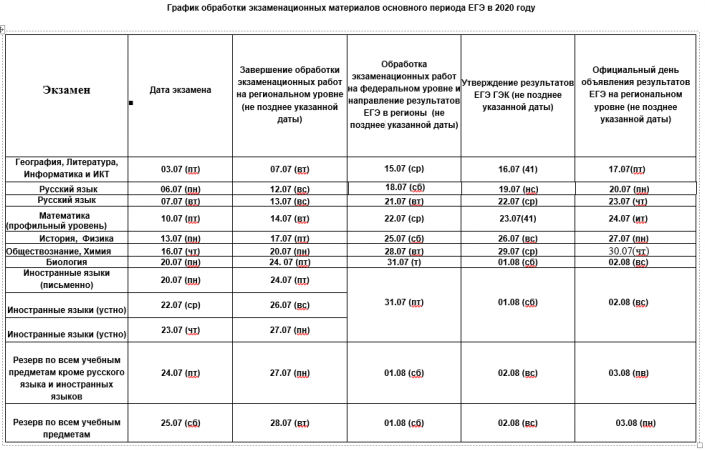 График обработки экзаменационных материалов основного периода ЕГЭ в 2020 году
Экзамен
Дата экзамена
Завершение обработки
экзаменационных работ
на региональном уровне
(не позднее указанной
даты)
Обработка
экзаменационных работ
на федеральном уровне и
направление результатов
ЕГЭ в регионы (не
позднее указанной даты)
Утверждение результатов
ЕГЭ ГЭК (не позднее
указанной даты)
Официальный день
объявления результатов
ЕГЭ на региональном
уровне (не позднее
указанной даты)
География, Литература,
Информатика и ИКТ
03.07 (пт)
07.07 (вт)
15.07 (ср)
16.07 (41)
17.07(пт)
Русский язык
06.07 (пн)
12.07 (вс)
18.07 (сб)
19.07 (нс)
20.07 (пн)
Русский язык
07.07 (вт)
13.07 (вс)
21.07 (вт)
22.07 (ср)
23.07 (чт)
Математика
(профильный уровень)
10.07 (пт)
14.07 (вт)
22.07 (ср)
23.07(41)
24.07 (ит)
История, Физика
13.07 (пн)
17.07 (пт)
25.07 (сб)
26.07 (вс)
27.07 (пн)
Обществознание, Химия
16.07 (чт)
20.07 (пн)
28.07 (вт)
29.07 (ср)
30.07(чт)
Биология
20.07 (пн)
24. 07 (пт)
31.07 (т)
01.08 (сб)
02.08 (вс)
Иностранные языки
(письменно)
20.07 (пн)
24.07 (пт)
31.07 (пт)
01.08 (сб)
02.08 (вс)
Иностранные языки (устно)
22.07 (ср)
26.07 (вс)
Иностранные языки (устно)
23.07 (чт)
27.07 (пн)
Резерв по всем учебным
предметам кроме русского
языка и иностранных
языков
24.07 (пт)
27.07 (пн)
01.08 (сб)
02.08 (вс)
03.08 (пв)
Резерв по всем учебным
предметам
25.07 (сб)
28.07 (вт)
01.08 (сб)
02.08 (вс)
03.08 (пн)